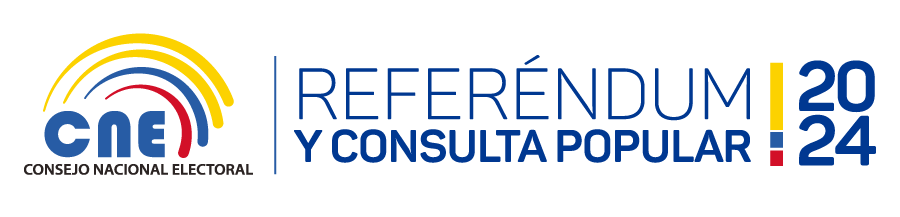 CNE
CONSEJO NACIONAL ELECTORAL
REFERÉNDUM
Y CONSULTA POPULAR
20
24